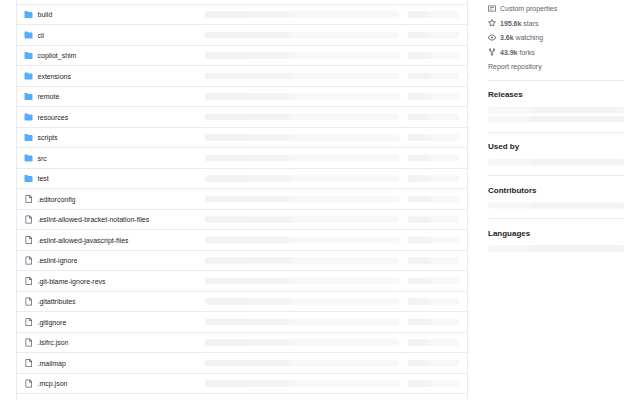 build
cli
copilot_shim
extensions
remote
resources
scripts
src
test
.editorconfig
.eslint-allowed-bracket-notation-files
.eslint-allowed-javascript-files
.eslint-ignore
.git-blame-ignore-revs
.gitattributes
.gitignore
.lsifrc.json
.mailmap
.mcp.json
Custom properties
195.6k stars
3.6k watching
43.9k forks
Report repository
Releases
Used by
Contributors
Languages